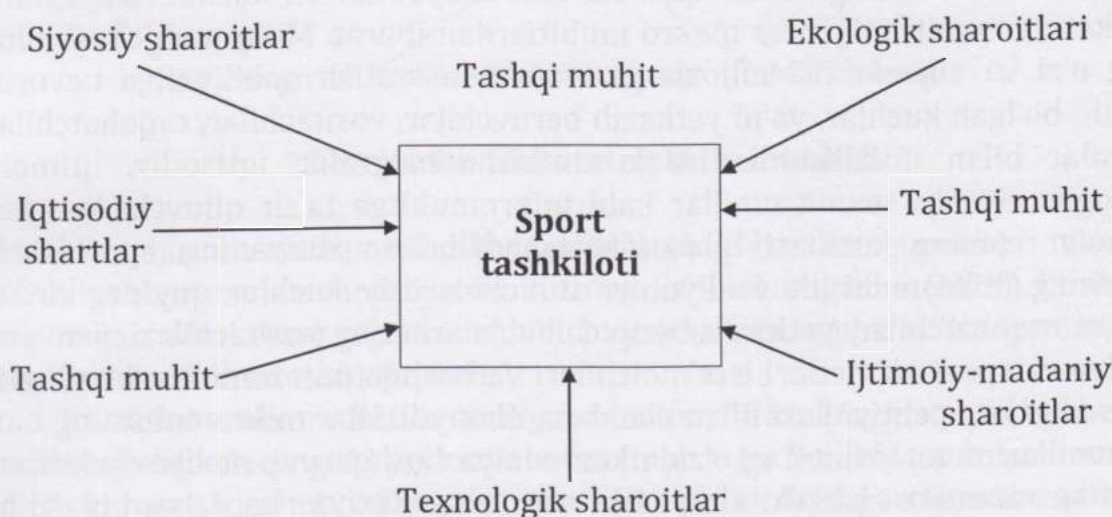 Siyosiy sharoitlar
Ekologik sharoitlari
Tashqi muhit
Iqtisodiy
shartlar
Sport
tashkiloti
Tashqi muhit
Tashqi muhit
Ijtimoiy-madaniy
sharoitlar
Texnologik sharoitlar